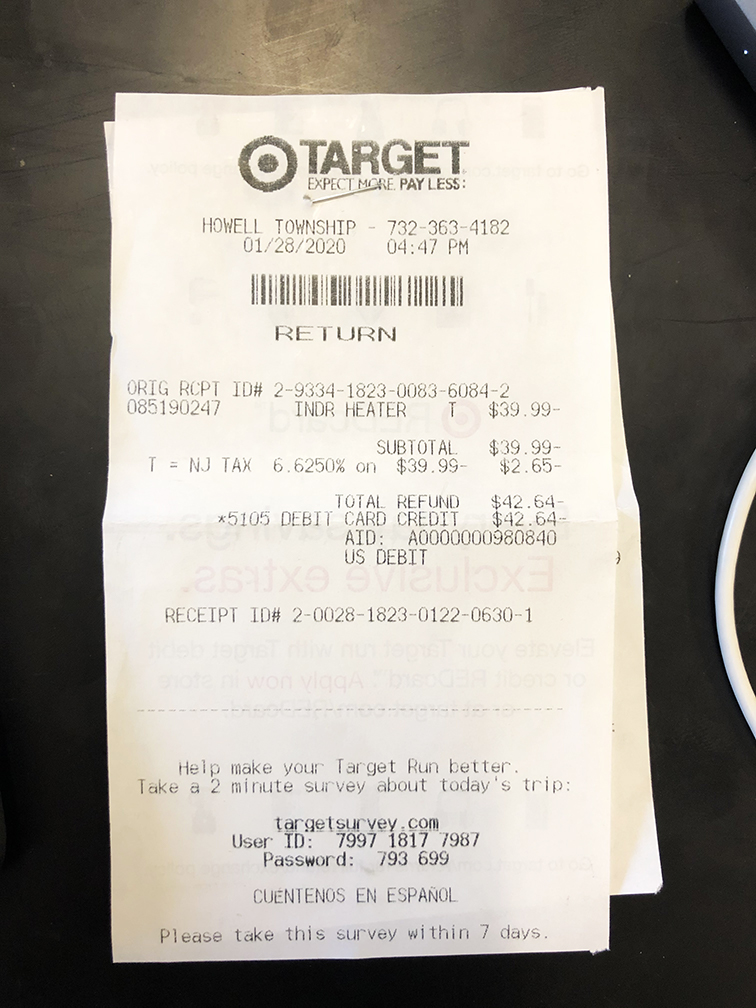 TARGET
EXPECT MORE. PAY LESS:
HOWELL TOWNSHIP - 732-363-4182
01/28/2020 04:47 PM
RETURN
ORIG RCPT ID# 2-9334-1823-0083-6084-2
085190247 INDR HEATER T $39.99-
SUBTOTAL $39.99-
T = NJ TAX 6.6250% on $39.99- $2.65-
TOTAL REFUND $42.64-
*5105 DEBIT CARD CREDIT $42.64-
AID: A0000000980840
US DEBIT
RECEIPT ID# 2-0028-1823-0122-0630-1
Help make your Target Run better.
Take a 2 minute survey about today's trip:
targetsurvey.com
User ID: 7997 1817 7987
Password: 793 699
CUÉNTENOS EN ESPAÑOL
Please take this survey within 7 days.